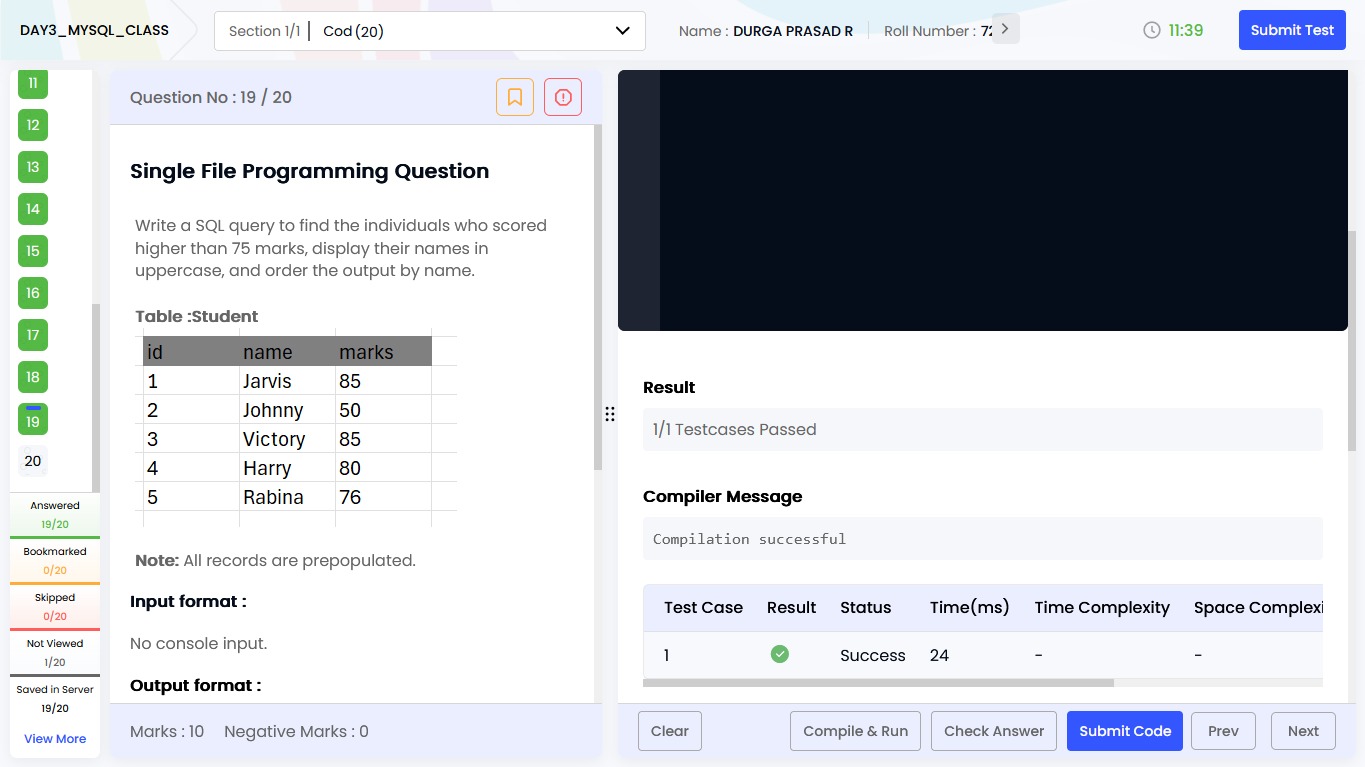 DAY3_MYSQL_CLASS
Section 1/1 | Cod (20)
Name : DURGA PRASAD R
Roll Number :
11:39
Submit Test
11
12
13
14
15
16
17
18
19
20
Answered
19/20
Bookmarked
0/20
Skipped
0/20
Not Viewed
1/20
Saved in Server
19/20
View More
Question No : 19 / 20
Single File Programming Question
Write a SQL query to find the individuals who scored
higher than 75 marks, display their names in
uppercase, and order the output by name.
Table :Student
id name marks
1 Jarvis 85
2 Johnny 50
3 Victory 85
4 Harry 80
5 Rabina 76
Note: All records are prepopulated.
Input format :
No console input.
Output format :
Marks : 10 Negative Marks : 0
Result
1/1 Testcases Passed
Compiler Message
Compilation successful
Test Case Result Status Time(ms) Time Complexity Space Complexi
1 Success 24 - -
Clear
Compile & Run
Check Answer
Submit Code
Prev
Next